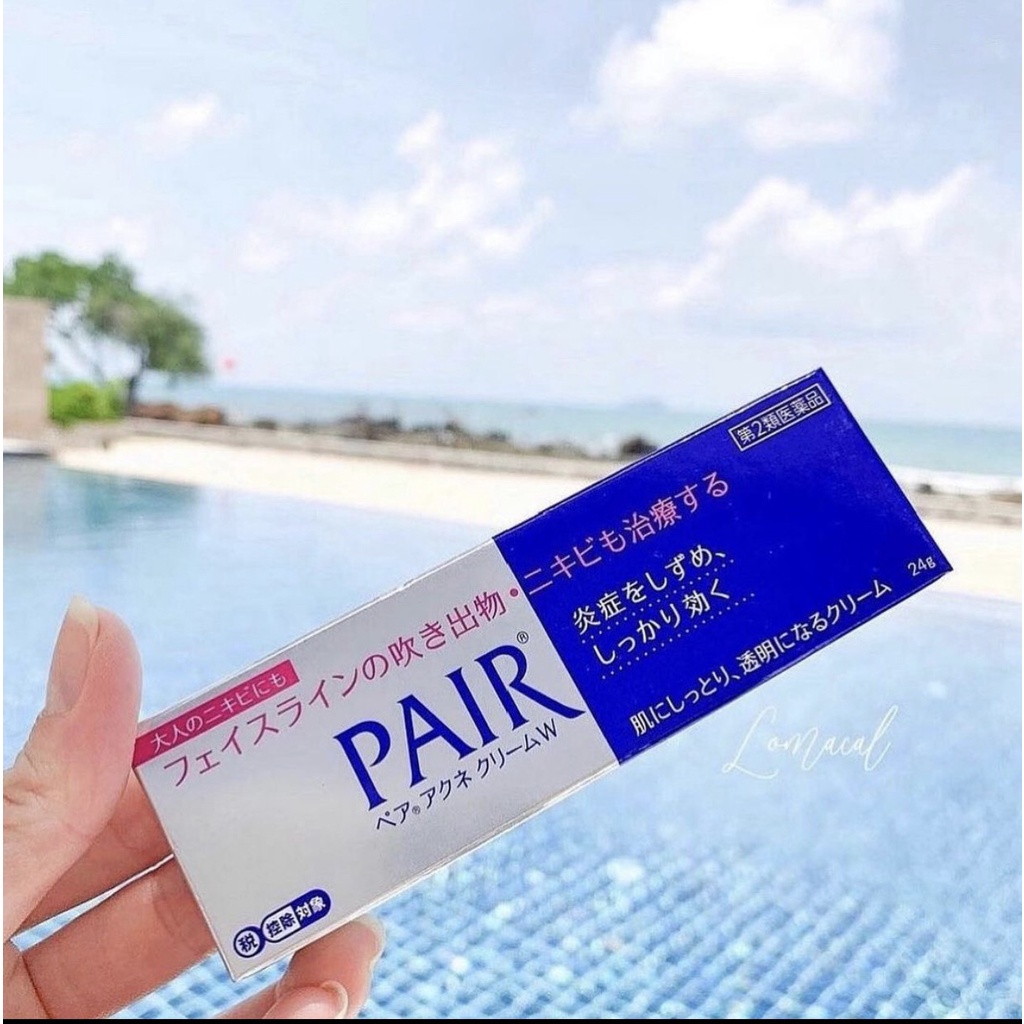 第2類医薬品
大人のニキビにも
フェイスラインの吹き出物・ニキビも治療する
PAIR®
ペア®アクネ クリームW
炎症をしずめ、
しっかり効く
肌にしっとり、透明になるクリーム
24g
税 控除対象
Lomacal